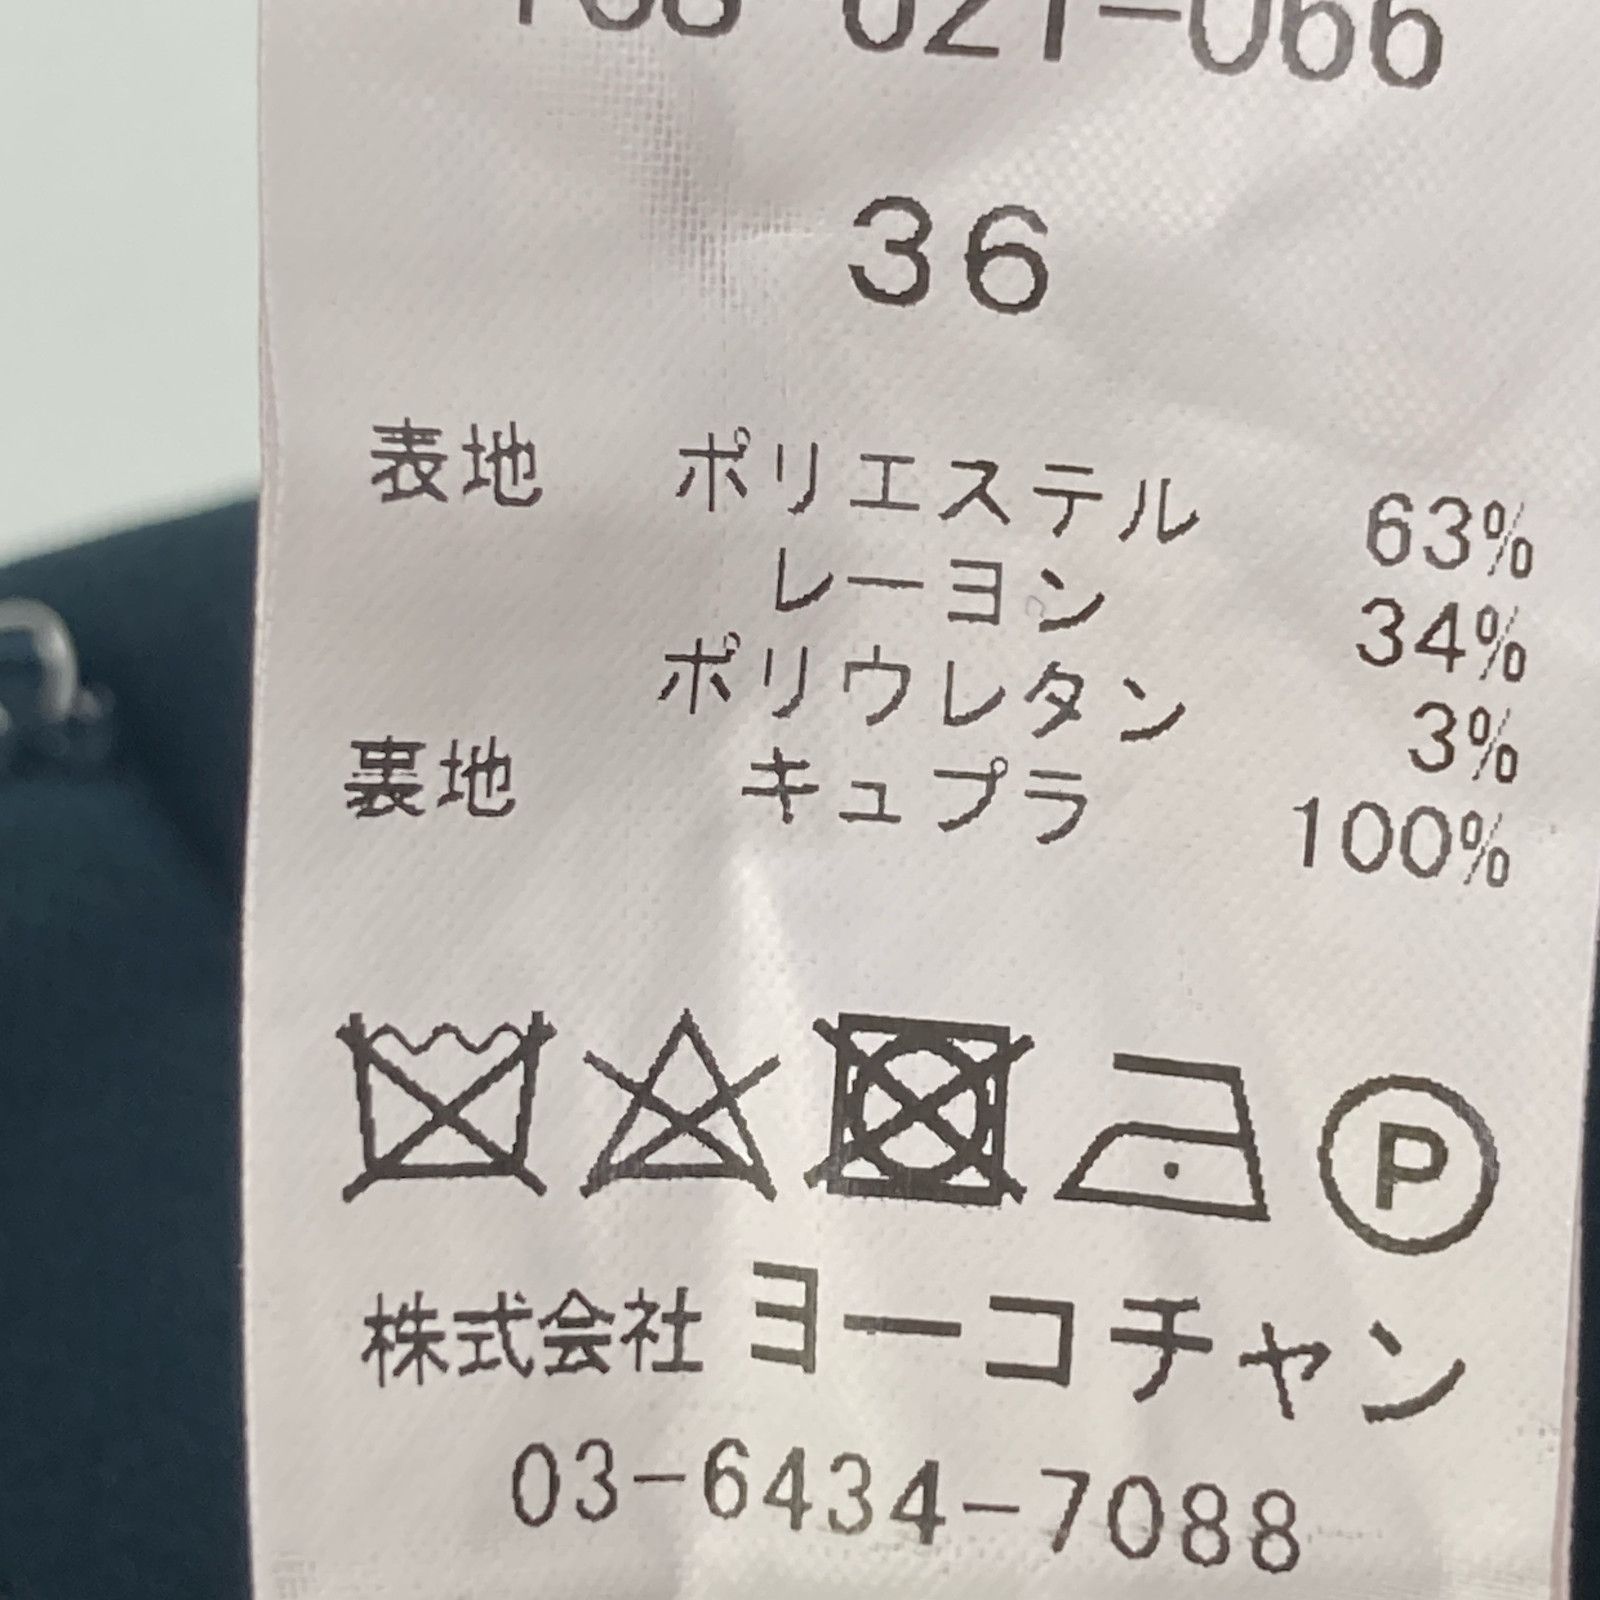 021-066
36
表地 ポリエステル 63%
レーヨン 34%
ポリウレタン 3%
裏地 キュプラ 100%
P
株式会社 ヨーコチャン
03-6434-7088